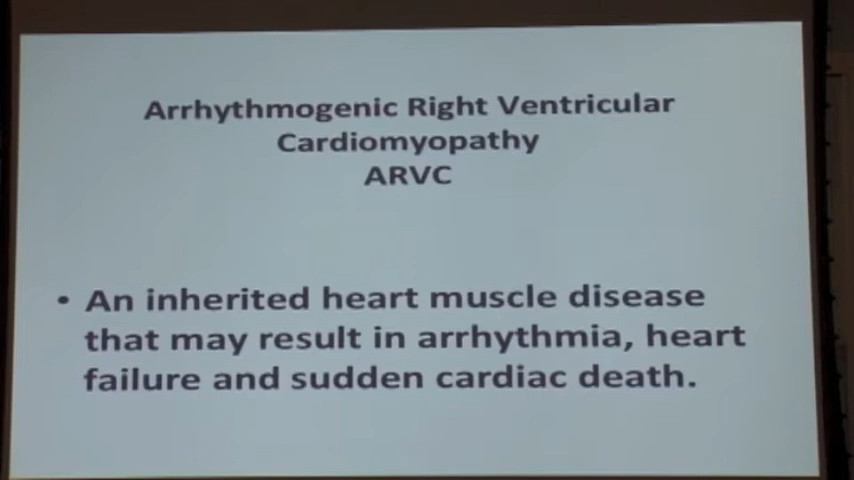 Arrhythmogenic Right Ventricular
Cardiomyopathy
ARVC
• An inherited heart muscle disease
that may result in arrhythmia, heart
failure and sudden cardiac death.